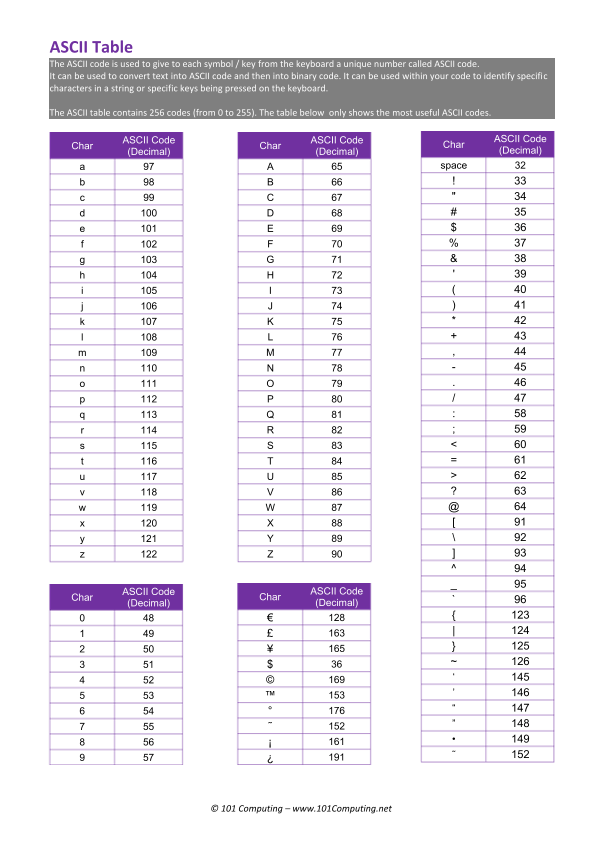 ASCII Table
The ASCII code is used to give to each symbol / key from the keyboard a unique number called ASCII code.
It can be used to convert text into ASCII code and then into binary code. It can be used within your code to identify specific
characters in a string or specific keys being pressed on the keyboard.
The ASCII table contains 256 codes (from 0 to 255). The table below  only shows the most useful ASCII codes.
Char ASCII Code
(Decimal)
a 97
b 98
c 99
d 100
e 101
f 102
g 103
h 104
i 105
j 106
k 107
l 108
m 109
n 110
o 111
p 112
q 113
r 114
s 115
t 116
u 117
v 118
w 119
x 120
y 121
z 122
Char ASCII Code
(Decimal)
A 65
B 66
C 67
D 68
E 69
F 70
G 71
H 72
I 73
J 74
K 75
L 76
M 77
N 78
O 79
P 80
Q 81
R 82
S 83
T 84
U 85
V 86
W 87
X 88
Y 89
Z 90
Char ASCII Code
(Decimal)
space 32
! 33
" 34
# 35
$ 36
% 37
& 38
' 39
( 40
) 41
* 42
+ 43
, 44
- 45
. 46
/ 47
: 58
; 59
< 60
= 61
> 62
? 63
@ 64
[ 91
\ 92
] 93
^ 94
_ 95
` 96
{ 123
| 124
} 125
~ 126
‘ 145
’ 146
“ 147
” 148
• 149
˜ 152
Char ASCII Code
(Decimal)
0 48
1 49
2 50
3 51
4 52
5 53
6 54
7 55
8 56
9 57
Char ASCII Code
(Decimal)
€ 128
£ 163
¥ 165
$ 36
© 169
™ 153
° 176
˜ 152
¡ 161
¿ 191
© 101 Computing – www.101Computing.net